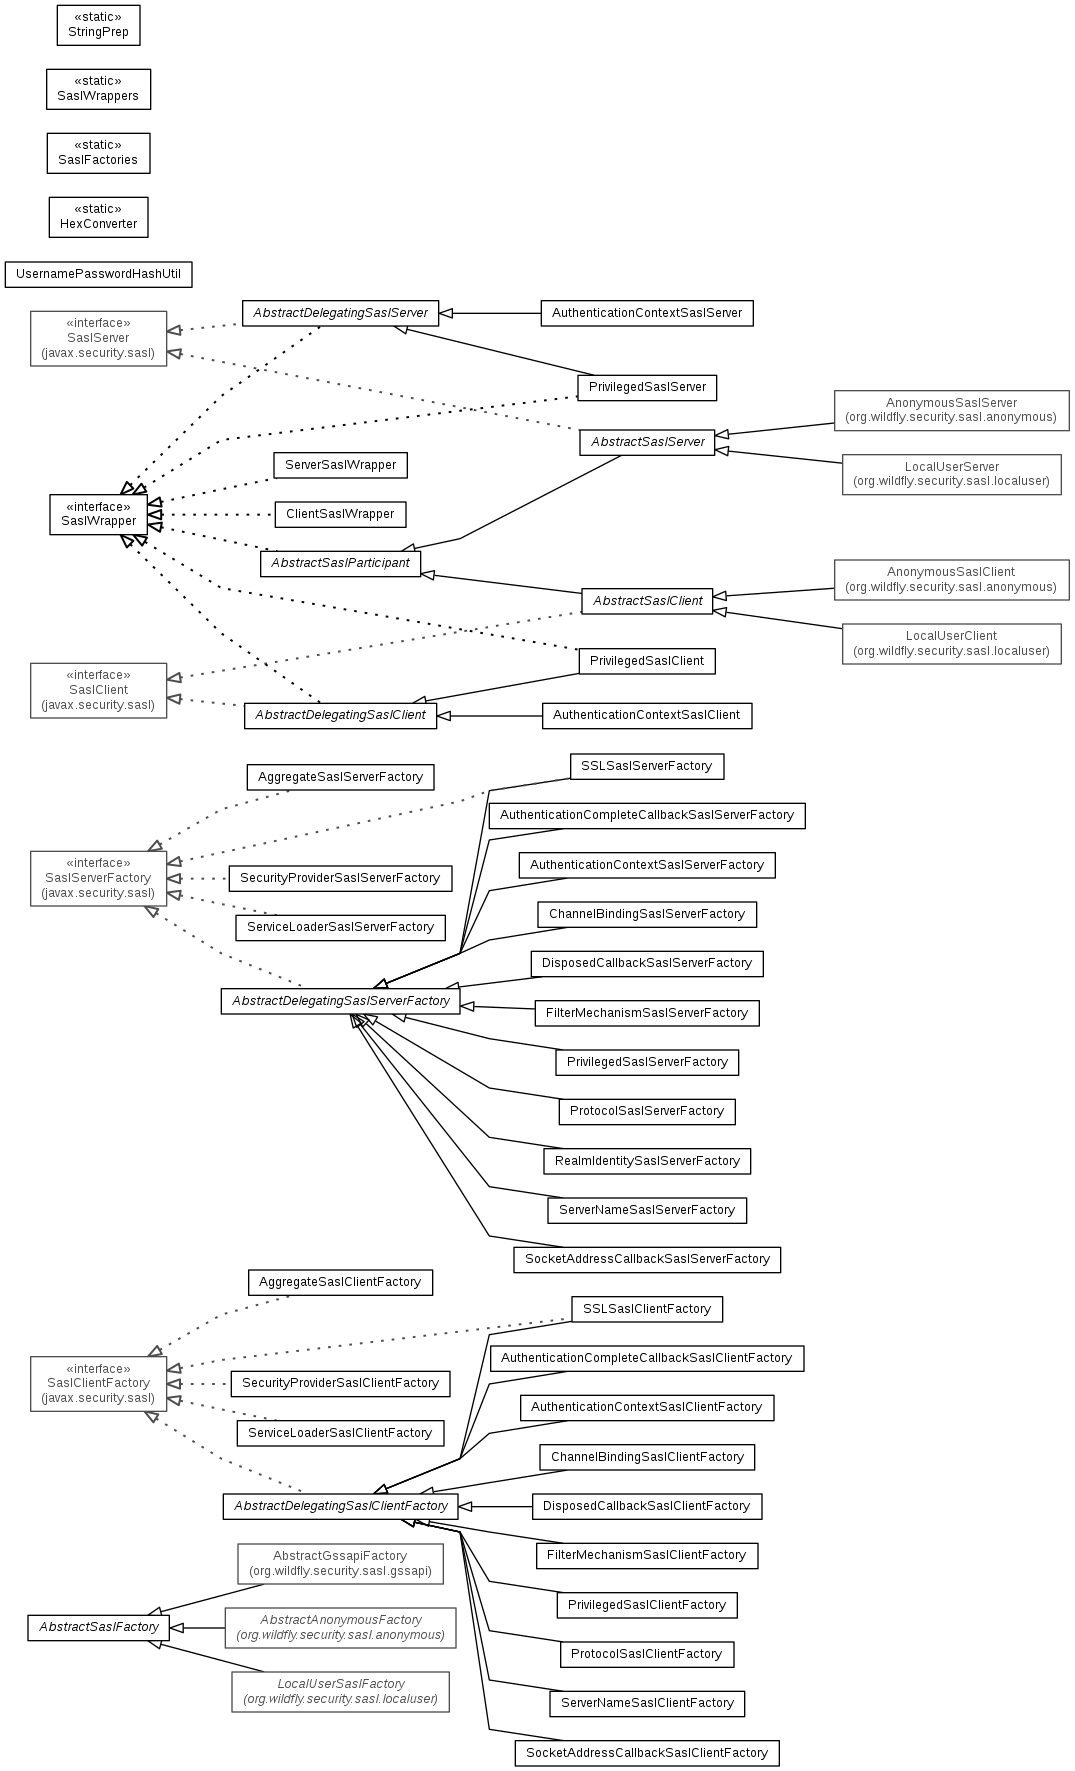 «static»
StringPrep
«static»
SaslWrappers
«static»
SaslFactories
«static»
HexConverter
UsernamePasswordHashUtil
«interface»
SaslServer
(javax.security.sasl)
AbstractDelegatingSaslServer
AuthenticationContextSaslServer
PrivilegedSaslServer
AbstractSaslServer
AnonymousSaslServer
(org.wildfly.security.sasl.anonymous)
LocalUserServer
(org.wildfly.security.sasl.localuser)
ServerSaslWrapper
«interface»
SaslWrapper
ClientSaslWrapper
AbstractSaslParticipant
AbstractSaslClient
AnonymousSaslClient
(org.wildfly.security.sasl.anonymous)
LocalUserClient
(org.wildfly.security.sasl.localuser)
PrivilegedSaslClient
«interface»
SaslClient
(javax.security.sasl)
AbstractDelegatingSaslClient
AuthenticationContextSaslClient
SSLSaslServerFactory
AggregateSaslServerFactory
AuthenticationCompleteCallbackSaslServerFactory
AuthenticationContextSaslServerFactory
«interface»
SaslServerFactory
(javax.security.sasl)
SecurityProviderSaslServerFactory
ChannelBindingSaslServerFactory
ServiceLoaderSaslServerFactory
DisposedCallbackSaslServerFactory
AbstractDelegatingSaslServerFactory
FilterMechanismSaslServerFactory
PrivilegedSaslServerFactory
ProtocolSaslServerFactory
RealmIdentitySaslServerFactory
ServerNameSaslServerFactory
SocketAddressCallbackSaslServerFactory
AggregateSaslClientFactory
SSLSaslClientFactory
AuthenticationCompleteCallbackSaslClientFactory
«interface»
SaslClientFactory
(javax.security.sasl)
SecurityProviderSaslClientFactory
AuthenticationContextSaslClientFactory
ServiceLoaderSaslClientFactory
ChannelBindingSaslClientFactory
AbstractDelegatingSaslClientFactory
DisposedCallbackSaslClientFactory
FilterMechanismSaslClientFactory
AbstractGssapiFactory
(org.wildfly.security.sasl.gssapi)
PrivilegedSaslClientFactory
AbstractSaslFactory
AbstractAnonymousFactory
(org.wildfly.security.sasl.anonymous)
ProtocolSaslClientFactory
LocalUserSaslFactory
(org.wildfly.security.sasl.localuser)
ServerNameSaslClientFactory
SocketAddressCallbackSaslClientFactory